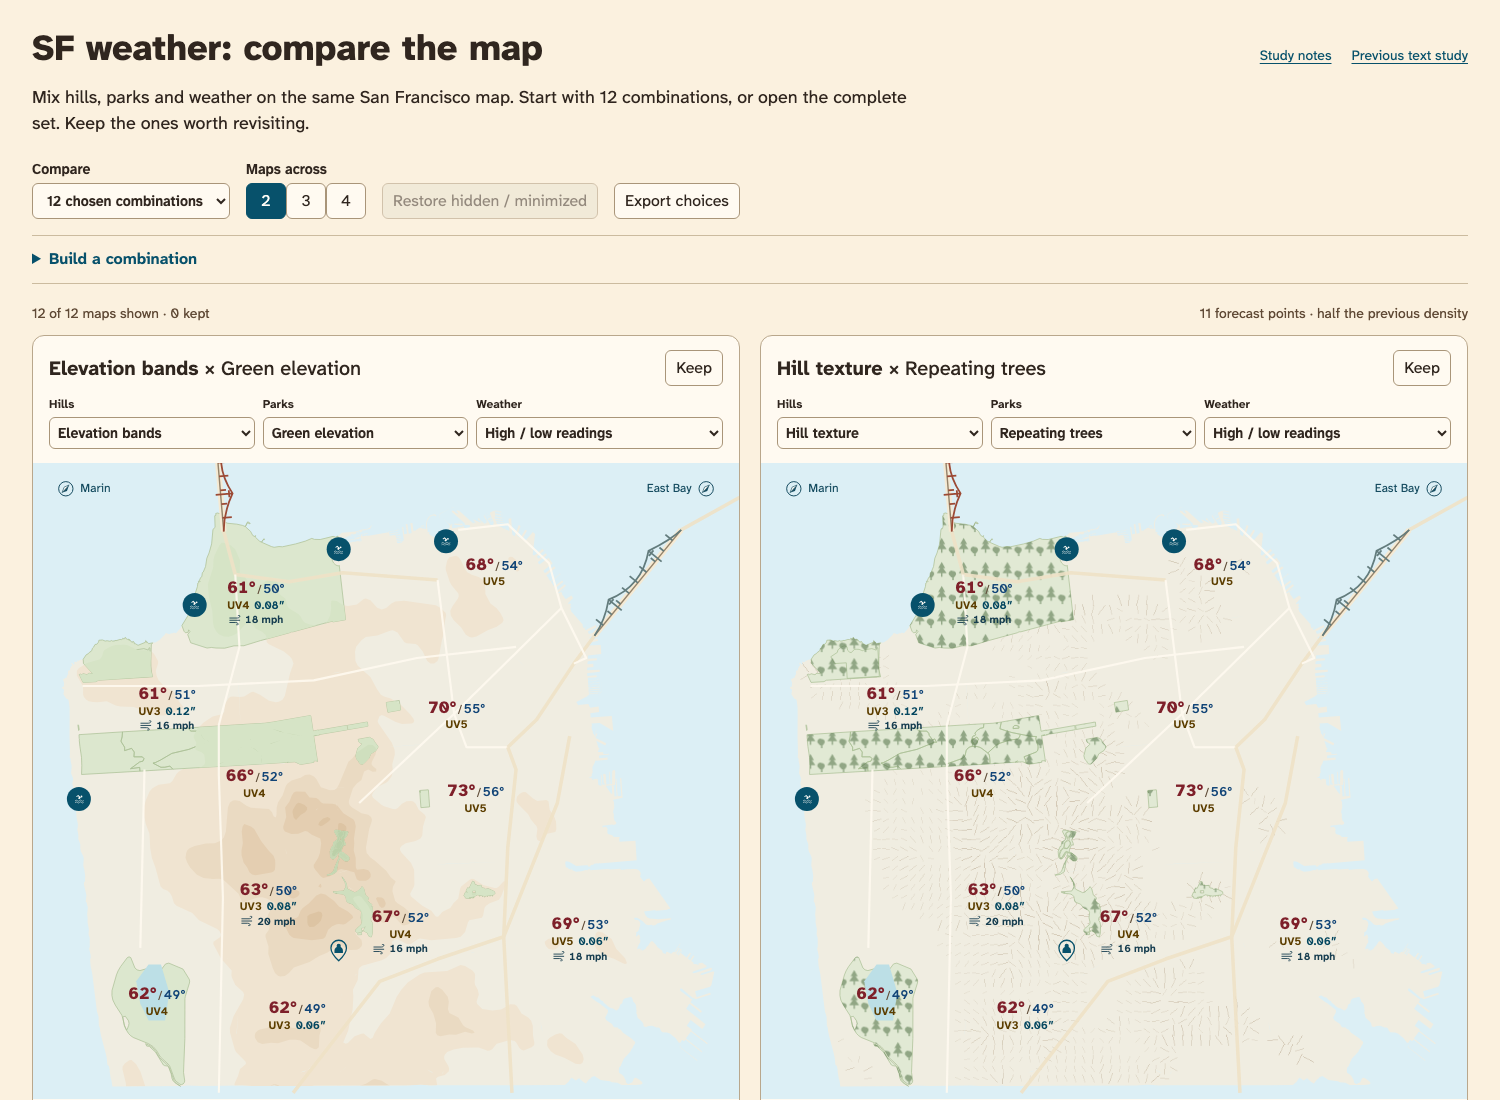 SF weather: compare the map
Study notes
Previous text study
Mix hills, parks and weather on the same San Francisco map. Start with 12 combinations, or open the complete
set. Keep the ones worth revisiting.
Compare
Maps across
12 chosen combinations
2
3
4
Restore hidden / minimized
Export choices
Build a combination
12 of 12 maps shown · 0 kept
11 forecast points · half the previous density
Elevation bands × Green elevation
Keep
Hills
Parks
Weather
Elevation bands
Green elevation
High / low readings
Marin
East Bay
68°/54°
UV5
61°/50°
UV4 0.08″
18 mph
61°/51°
UV3 0.12″
16 mph
70°/55°
UV5
66°/52°
UV4
73°/56°
UV5
63°/50°
UV3 0.08″
20 mph
67°/52°
UV4
16 mph
69°/53°
UV5 0.06″
18 mph
62°/49°
UV4
62°/49°
UV3 0.06″
Hill texture × Repeating trees
Keep
Hills
Parks
Weather
Hill texture
Repeating trees
High / low readings
Marin
East Bay
68°/54°
UV5
61°/50°
UV4 0.08″
18 mph
61°/51°
UV3 0.12″
16 mph
70°/55°
UV5
66°/52°
UV4
73°/56°
UV5
63°/50°
UV3 0.08″
20 mph
67°/52°
UV4
16 mph
69°/53°
UV5 0.06″
18 mph
62°/49°
UV4
62°/49°
UV3 0.06″